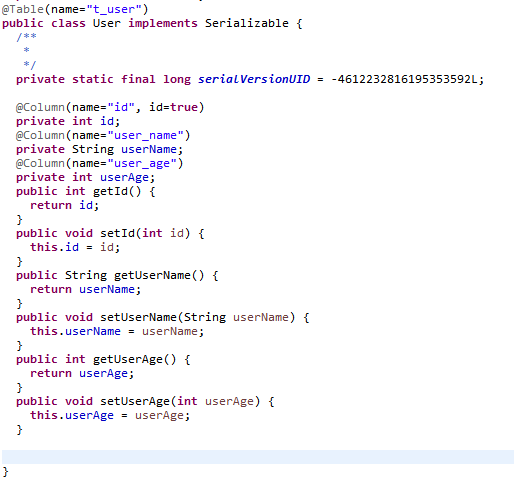 @Table(name="t_user")
public class User implements Serializable {
/**
*
*/
private static final long serialVersionUID = -4612232816195353592L;
@Column(name="id", id=true)
private int id;
@Column(name="user_name")
private String userName;
@Column(name="user_age")
private int userAge;
public int getId() {
return id;
}
public void setId(int id) {
this.id = id;
}
public String getUserName() {
return userName;
}
public void setUserName(String userName) {
this.userName = userName;
}
public int getUserAge() {
return userAge;
}
public void setUserAge(int userAge) {
this.userAge = userAge;
}
}